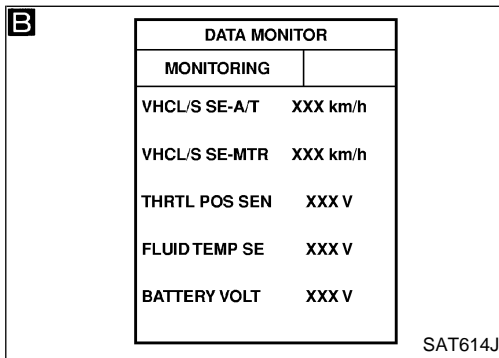 B
DATA MONITOR
MONITORING
VHCL/S SE-A/T XXX km/h
VHCL/S SE-MTR XXX km/h
THRTL POS SEN XXX V
FLUID TEMP SE XXX V
BATTERY VOLT XXX V
SAT614J